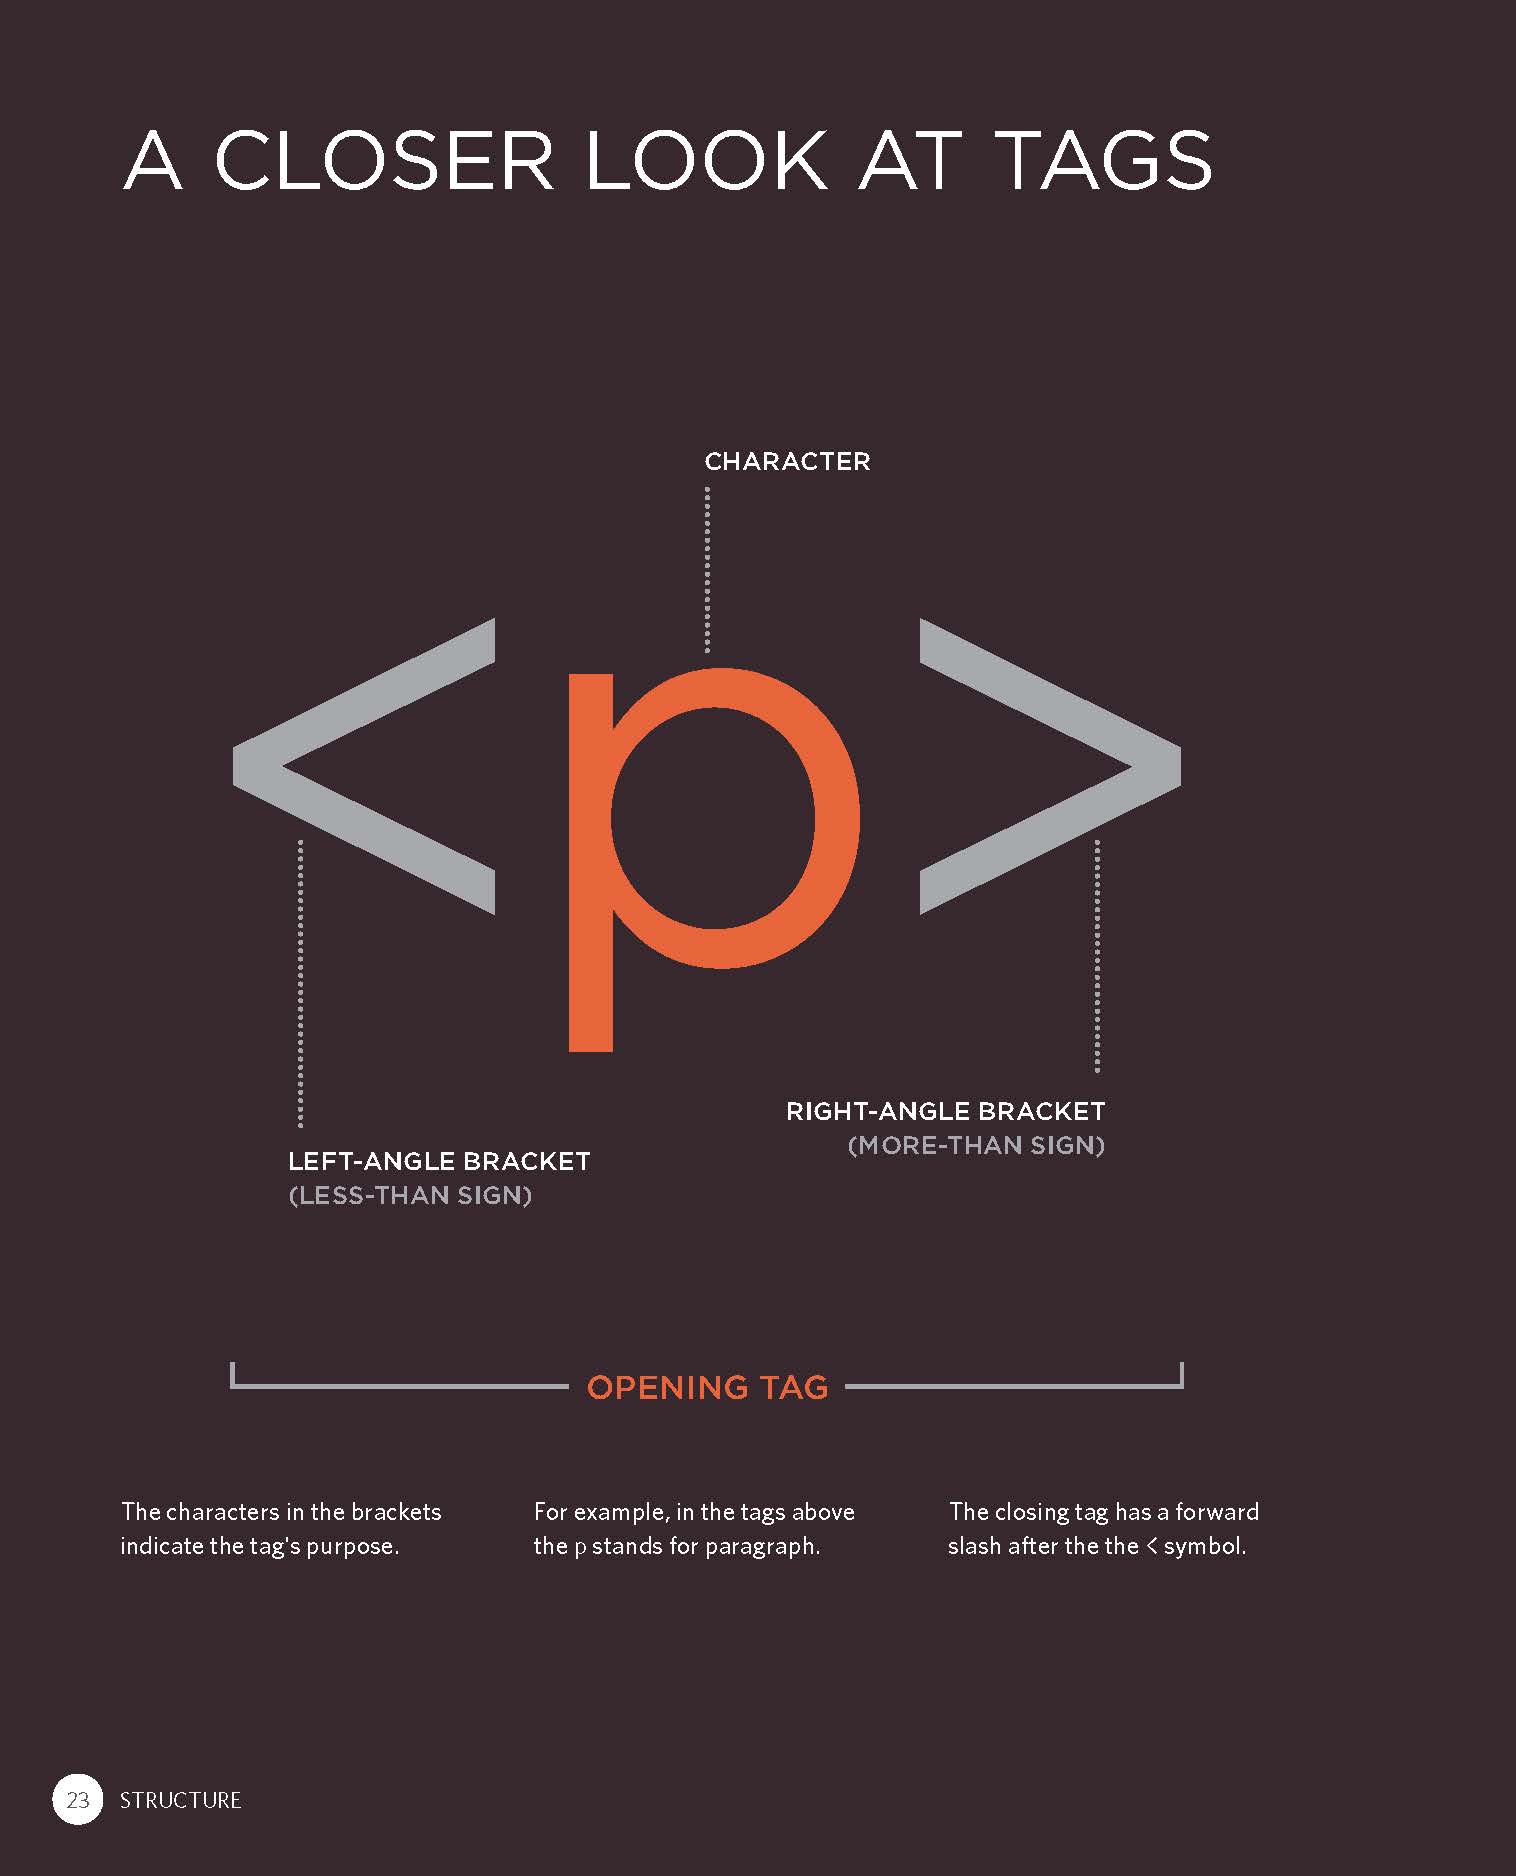 A CLOSER LOOK AT TAGS
CHARACTER
<p>
RIGHT-ANGLE BRACKET
(MORE-THAN SIGN)
LEFT-ANGLE BRACKET
(LESS-THAN SIGN)
OPENING TAG
The characters in the brackets
indicate the tag's purpose.
For example, in the tags above
the p stands for paragraph.
The closing tag has a forward
slash after the the < symbol.
23 STRUCTURE